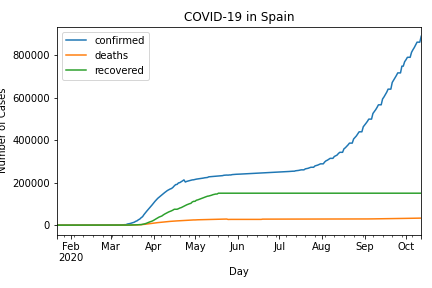 COVID-19 in Spain
confirmed
deaths
recovered
800000
600000
400000
200000
0
Number of Cases
Feb Mar Apr May Jun Jul Aug Sep Oct
2020
Day